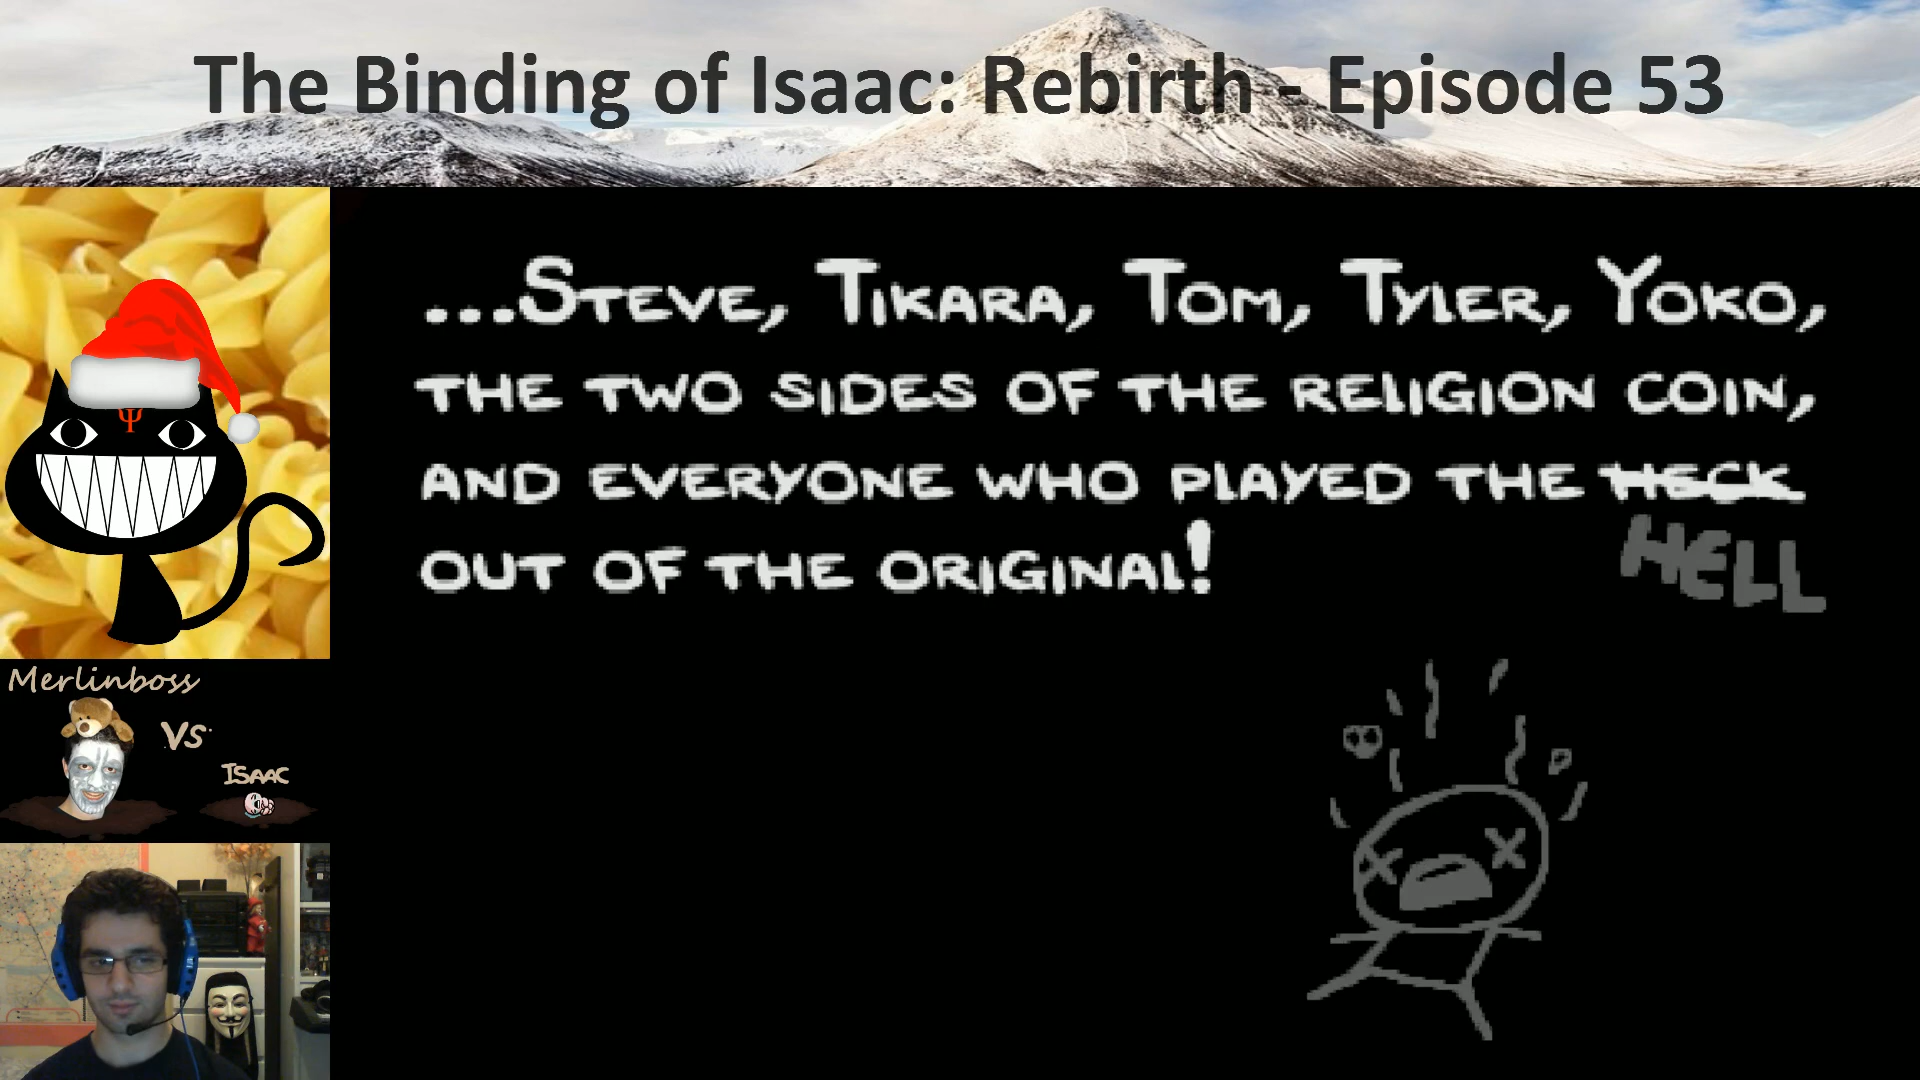 The Binding of Isaac: Rebirth - Episode 53
...STEVE, TIKARA, TOM, TYLER, YOKO,
THE TWO SIDES OF THE RELIGION COIN,
AND EVERYONE WHO PLAYED THE HECK
HELL
OUT OF THE ORIGINAL!
Ψ
Merlinboss
VS
ISAAC